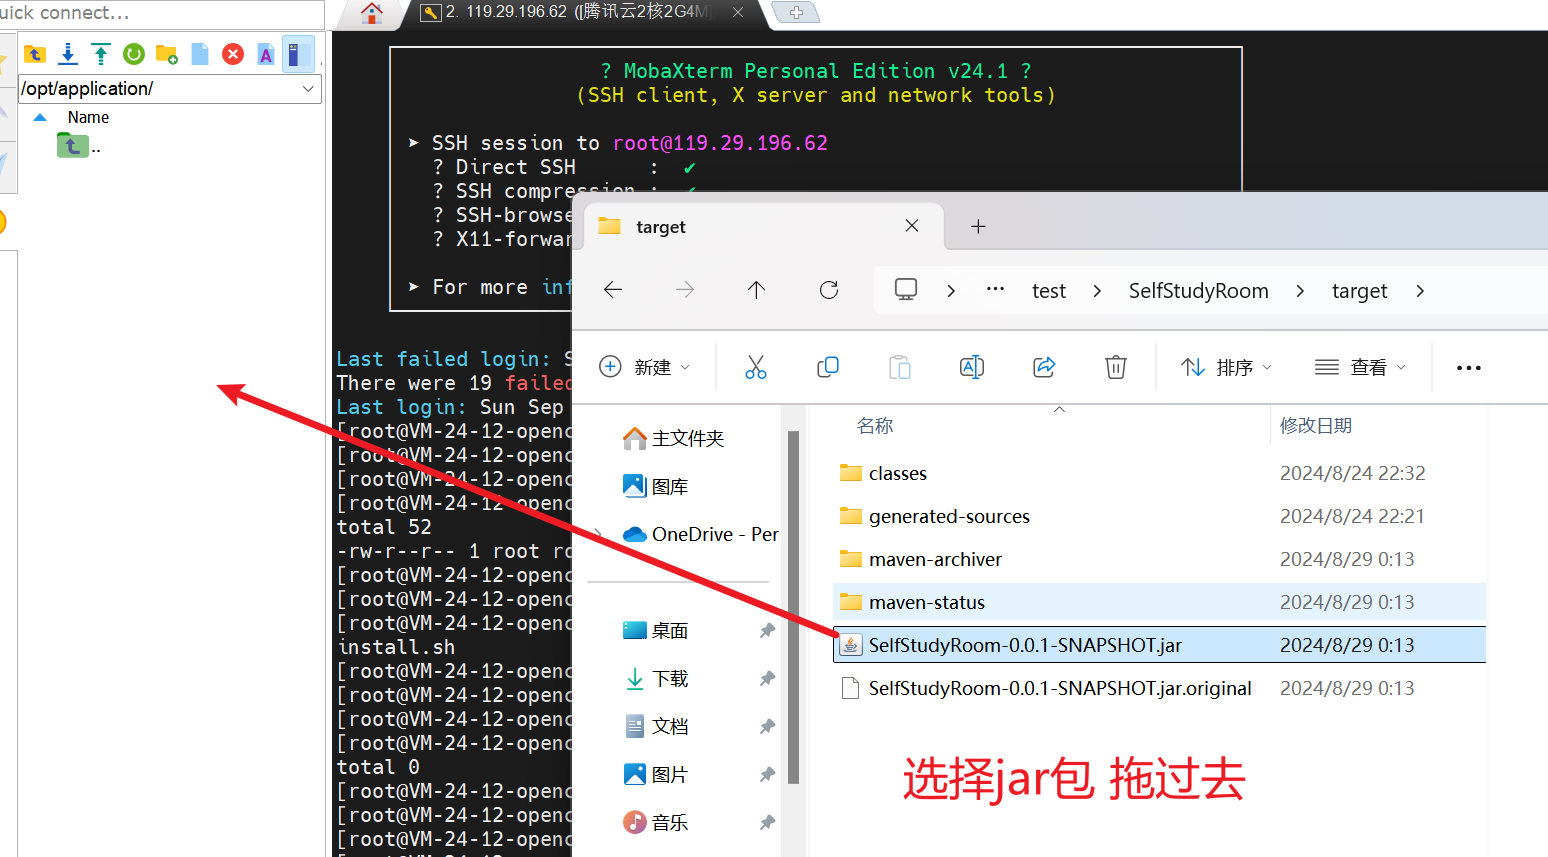 uick connect...
2. 119.29.196.62 ([腾讯云2核2G4M]
/opt/application/
Name
..
? MobaXterm Personal Edition v24.1 ?
(SSH client, X server and network tools)
➤ SSH session to root@119.29.196.62
? Direct SSH : ✔
? SSH compression : ✔
? SSH-browse
? X11-forwar
➤ For more inf
Last failed login: S
There were 19 failed
Last login: Sun Sep
[root@VM-24-12-openc
[root@VM-24-12-openc
[root@VM-24-12-openc
[root@VM-24-12-openc
total 52
-rw-r--r-- 1 root ro
[root@VM-24-12-openc
[root@VM-24-12-openc
[root@VM-24-12-openc
install.sh
[root@VM-24-12-openc
[root@VM-24-12-openc
[root@VM-24-12-openc
[root@VM-24-12-openc
total 0
[root@VM-24-12-openc
[root@VM-24-12-openc
[root@VM-24-12-openc
target
··· test > SelfStudyRoom > target >
新建 排序 查看 ···
主文件夹
图库
OneDrive - Per
桌面
下载
文档
图片
音乐
名称 修改日期
classes 2024/8/24 22:32
generated-sources 2024/8/24 22:21
maven-archiver 2024/8/29 0:13
maven-status 2024/8/29 0:13
SelfStudyRoom-0.0.1-SNAPSHOT.jar 2024/8/29 0:13
SelfStudyRoom-0.0.1-SNAPSHOT.jar.original 2024/8/29 0:13
选择jar包 拖过去